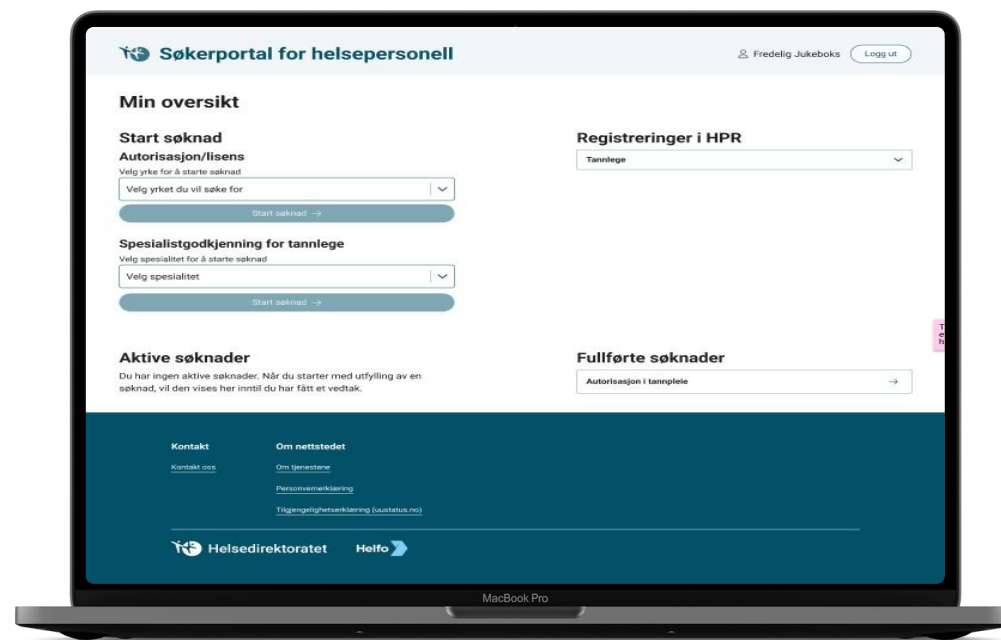 Søkerportal for helsepersonell
Fredelig Jukeboks
Logg ut
Min oversikt
Start søknad
Autorisasjon/lisens
Velg yrke for å starte søknad
Velg yrket du vil søke for
Start søknad →
Spesialistgodkjenning for tannlege
Velg spesialitet for å starte søknad
Velg spesialitet
Start søknad →
Registreringer i HPR
Tannlege
Aktive søknader
Du har ingen aktive søknader. Når du starter med utfylling av en
søknad, vil den vises her inntil du har fått et vedtak.
Fullførte søknader
Autorisasjon i tannpleie →
Kontakt
Kontakt oss
Om nettstedet
Om tjenestene
Personvernerklæring
Tilgjengelighetserklæring (uustatus.no)
Helsedirektoratet
Helfo
MacBook Pro